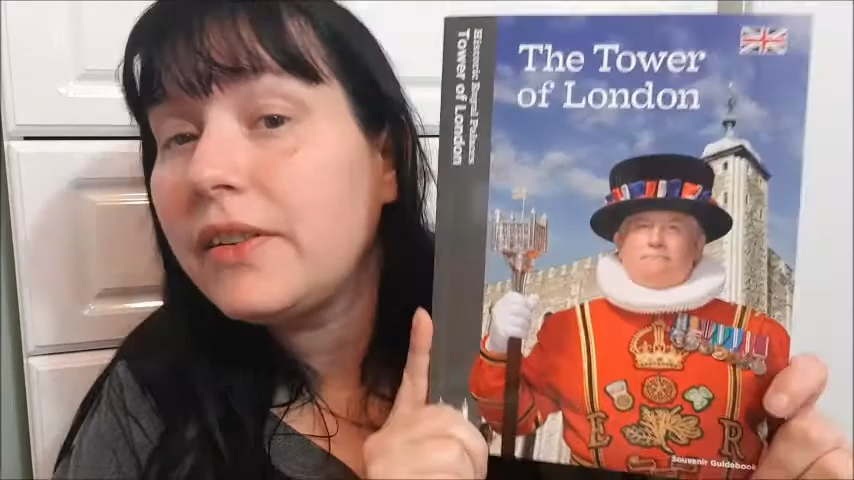 Historic Royal Palaces
Tower of London
The Tower
of London
E
R
Souvenir Guidebook